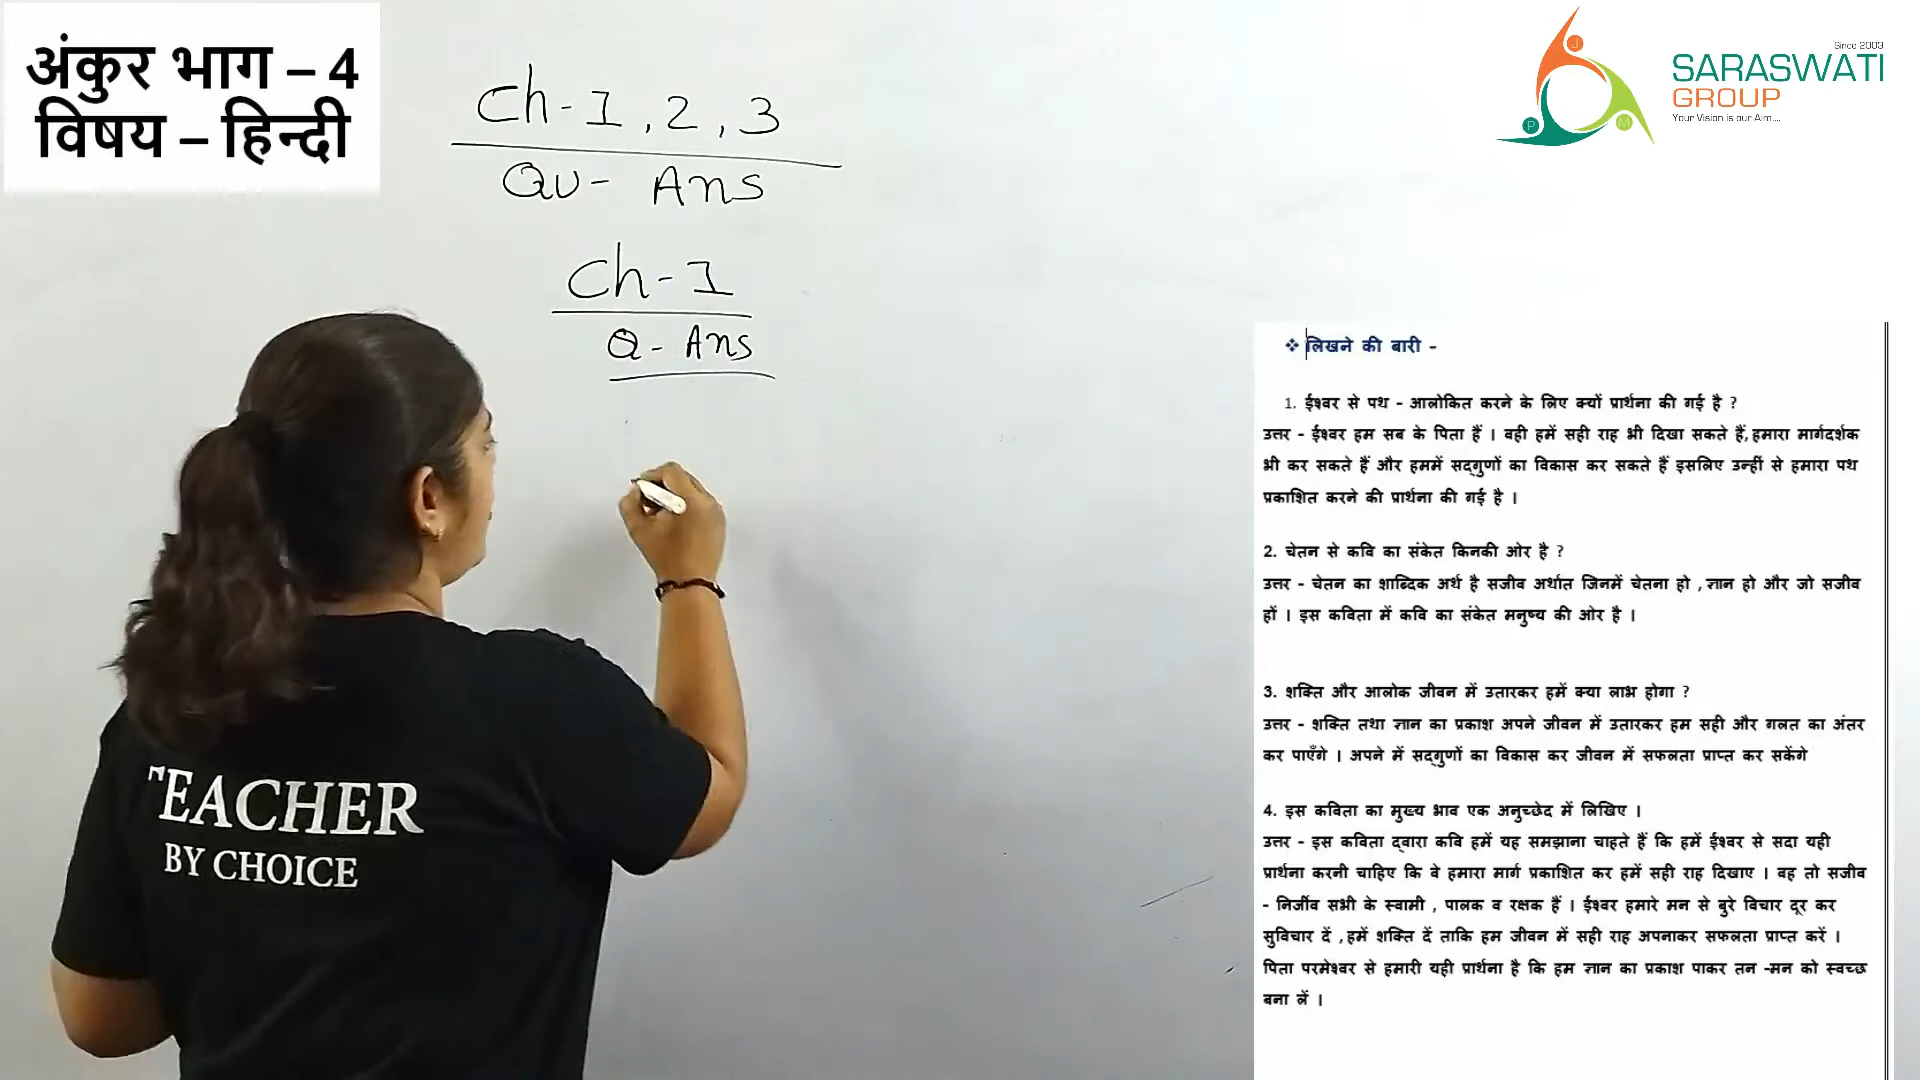 अंकुर भाग – 4
विषय – हिन्दी
Ch-1, 2, 3
QU- Ans
Ch-1
Q - Ans
TEACHER
BY CHOICE
Since 2003
SARASWATI
GROUP
Your Vision is our Aim....
J
P
M
❖ लिखने की बारी -
1. ईश्वर से पथ - आलोकित करने के लिए क्यों प्रार्थना की गई है ?
उत्तर - ईश्वर हम सब के पिता हैं । वही हमें सही राह भी दिखा सकते हैं,हमारा मार्गदर्शक
भी कर सकते हैं और हममें सद्गुणों का विकास कर सकते हैं इसलिए उन्हीं से हमारा पथ
प्रकाशित करने की प्रार्थना की गई है ।
2. चेतन से कवि का संकेत किनकी ओर है ?
उत्तर - चेतन का शाब्दिक अर्थ है सजीव अर्थात जिनमें चेतना हो , ज्ञान हो और जो सजीव
हों । इस कविता में कवि का संकेत मनुष्य की ओर है ।
3. शक्ति और आलोक जीवन में उतारकर हमें क्या लाभ होगा ?
उत्तर - शक्ति तथा ज्ञान का प्रकाश अपने जीवन में उतारकर हम सही और गलत का अंतर
कर पाएँगे । अपने में सद्गुणों का विकास कर जीवन में सफलता प्राप्त कर सकेंगे
4. इस कविता का मुख्य भाव एक अनुच्छेद में लिखिए ।
उत्तर - इस कविता द्वारा कवि हमें यह समझाना चाहते हैं कि हमें ईश्वर से सदा यही
प्रार्थना करनी चाहिए कि वे हमारा मार्ग प्रकाशित कर हमें सही राह दिखाए । वह तो सजीव
- निर्जीव सभी के स्वामी , पालक व रक्षक हैं । ईश्वर हमारे मन से बुरे विचार दूर कर
सुविचार दें ,हमें शक्ति दें ताकि हम जीवन में सही राह अपनाकर सफलता प्राप्त करें ।
पिता परमेश्वर से हमारी यही प्रार्थना है कि हम ज्ञान का प्रकाश पाकर तन -मन को स्वच्छ
बना लें ।